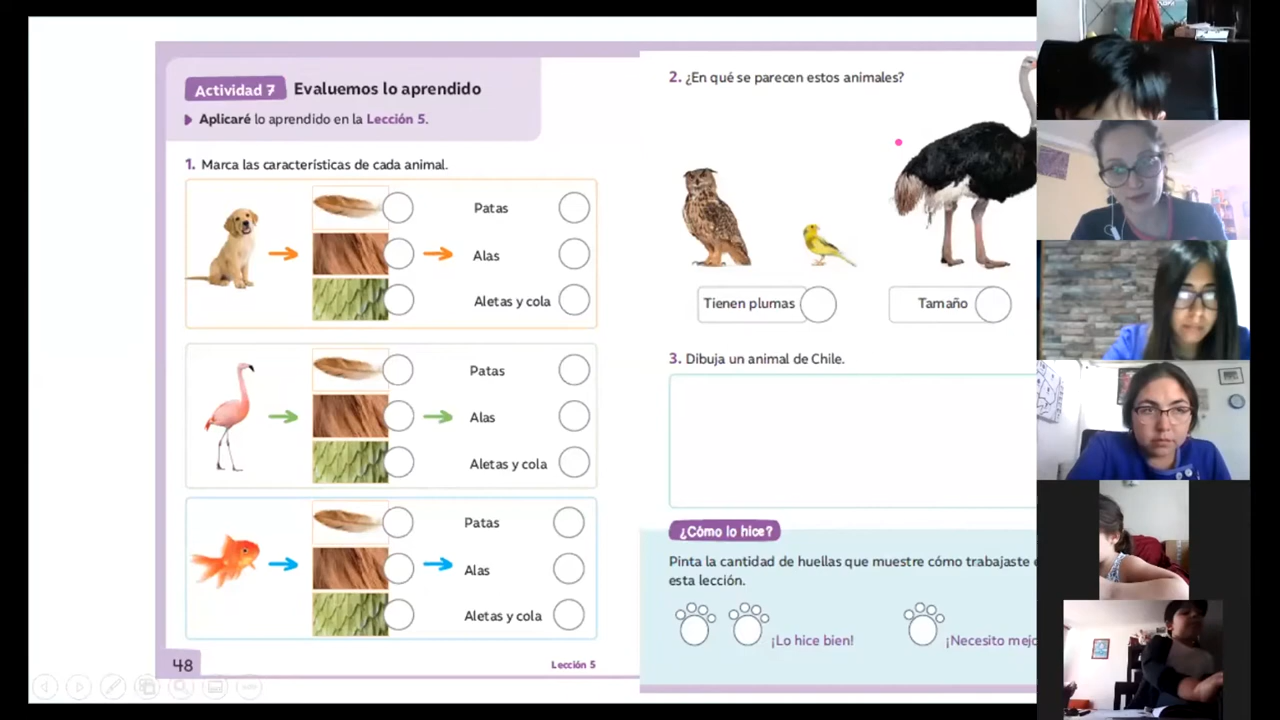 Actividad 7 Evaluemos lo aprendido
Aplicaré lo aprendido en la Lección 5.
1. Marca las características de cada animal.
Patas
Alas
Aletas y cola
Patas
Alas
Aletas y cola
Patas
Alas
Aletas y cola
48
Lección 5
2. ¿En qué se parecen estos animales?
Tienen plumas
Tamaño
3. Dibuja un animal de Chile.
¿Cómo lo hice?
Pinta la cantidad de huellas que muestre cómo trabajaste
esta lección.
¡Lo hice bien!
¡Necesito